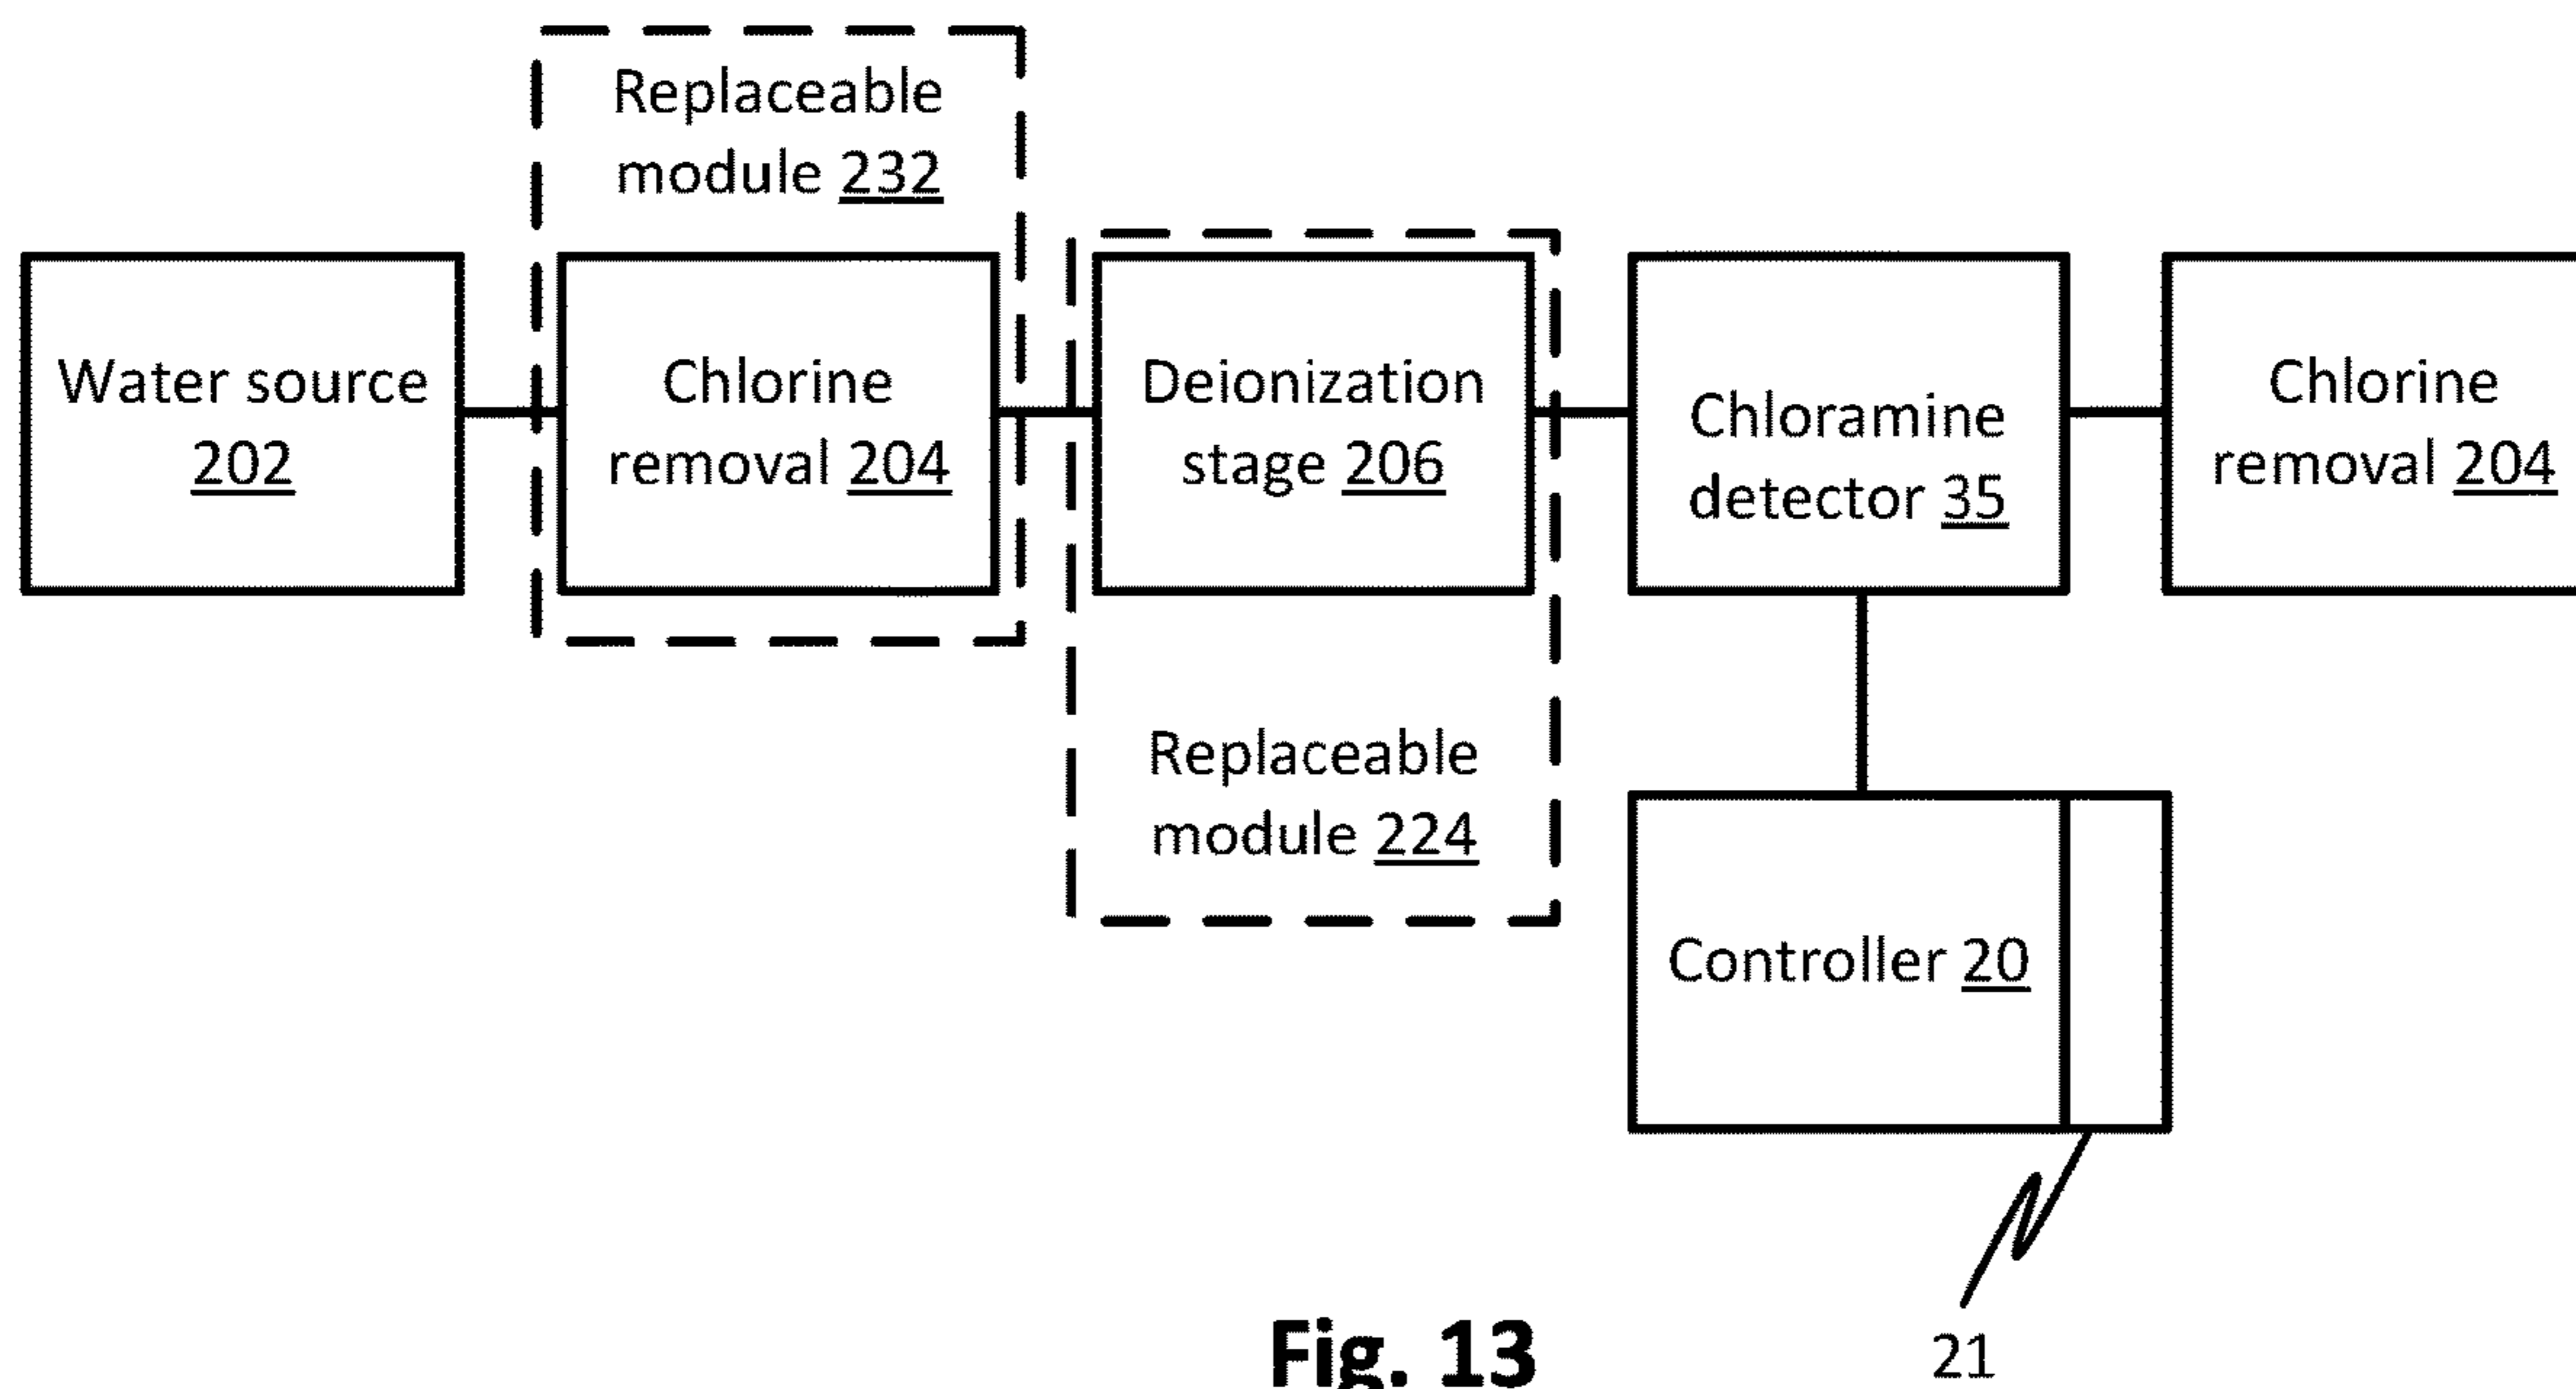 Replaceable
module 232
Water source
202
Chlorine
removal 204
Deionization
stage 206
Replaceable
module 224
Chloramine
detector 35
Chlorine
removal 204
Controller 20
21
Fig. 13